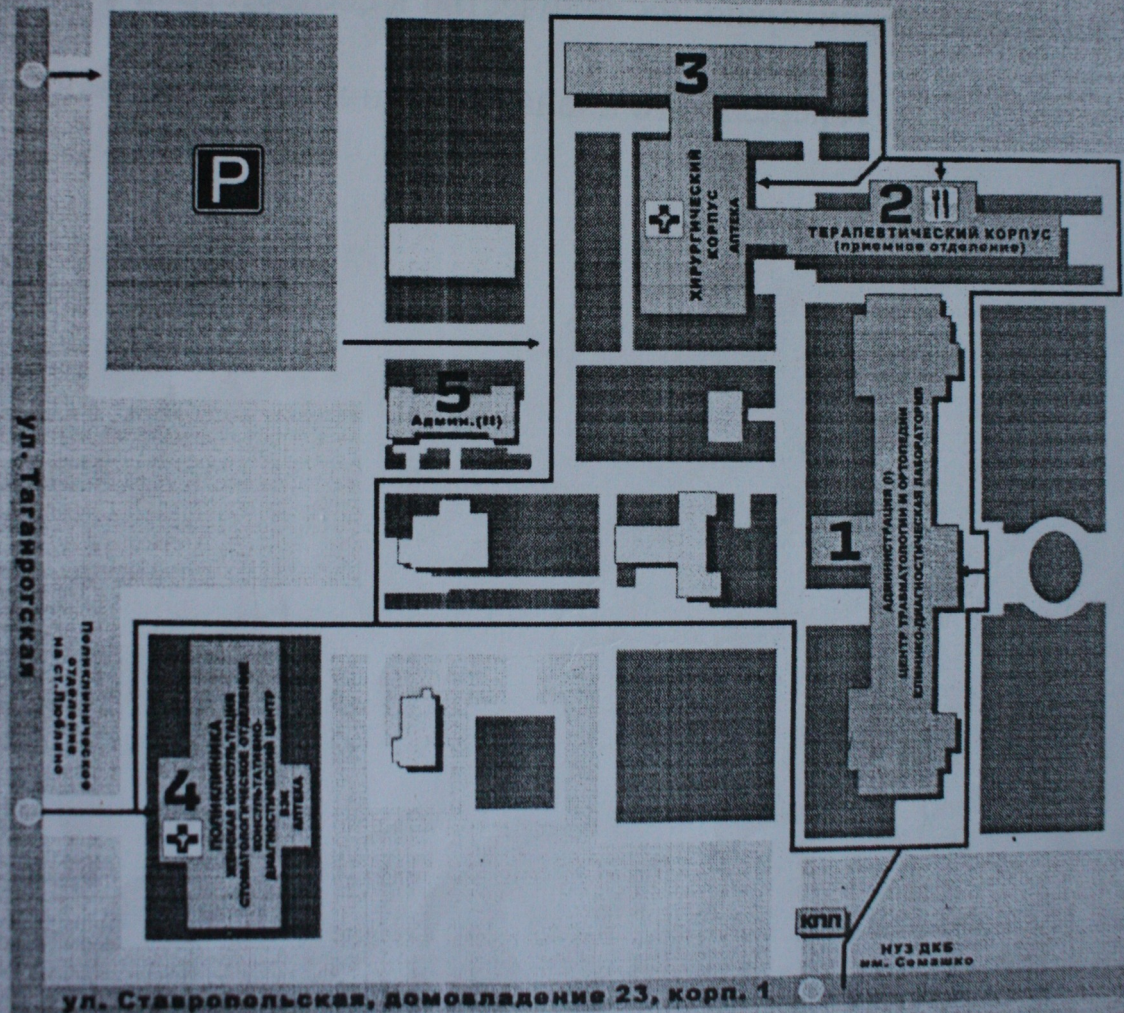 P
3
ХИРУРГИЧЕСКИЙ
КОРПУС
АПТЕКА
2
ТЕРАПЕВТИЧЕСКИЙ КОРПУС
(приемное отделение)
5
Админ.(II)
1
АДМИНИСТРАЦИЯ (I)
ЦЕНТР ТРАВМАТОЛОГИИ И ОРТОПЕДИИ
КЛИНИКО-ДИАГНОСТИЧЕСКАЯ ЛАБОРАТОРИЯ
ул. Таганрогская
Поликлиническое
отделение
на ст.Люблино
4
ПОЛИКЛИНИКА
ЖЕНСКАЯ КОНСУЛЬТАЦИЯ
СТОМАТОЛОГИЧЕСКОЕ ОТДЕЛЕНИЕ
КОНСУЛЬТАТИВНО-
ДИАГНОСТИЧЕСКИЙ ЦЕНТР
ВЭК
АПТЕКА
КПП
НУЗ ДКБ
им. Семашко
ул. Ставропольская, домовладение 23, корп. 1